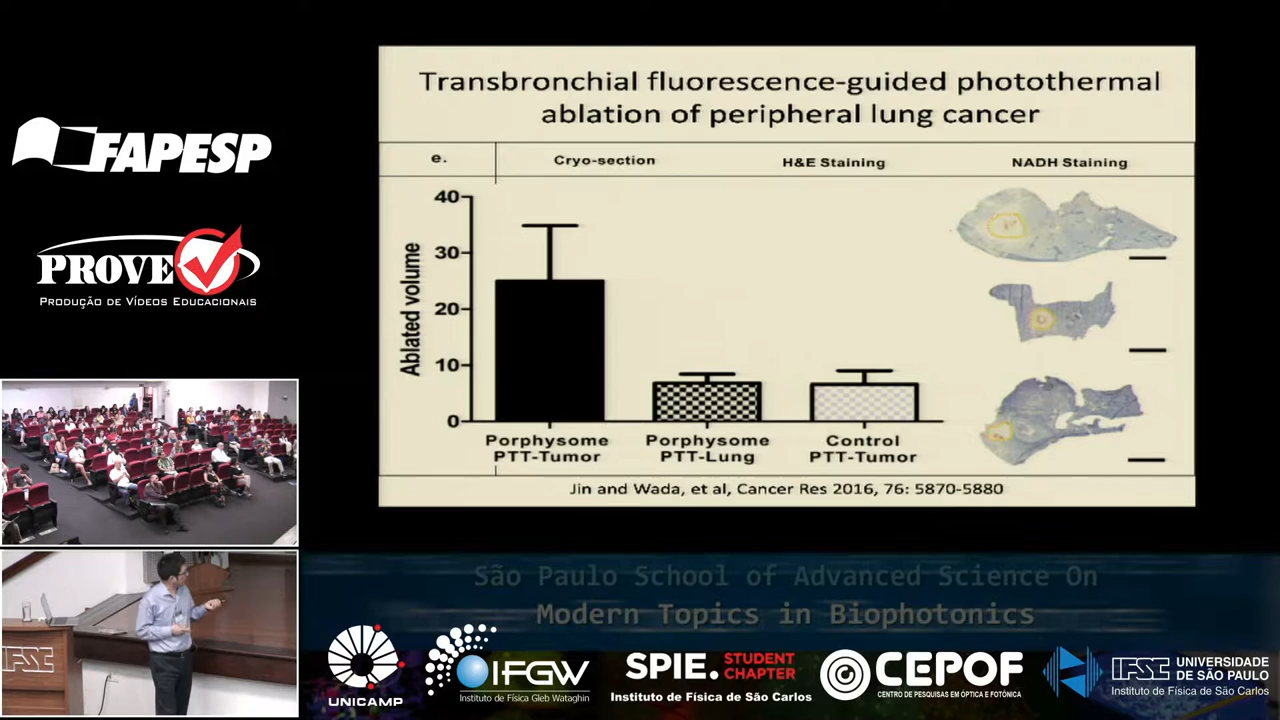 Transbronchial fluorescence-guided photothermal
ablation of peripheral lung cancer
e.
Cryo-section
H&E Staining
NADH Staining
Ablated volume
40
30
20
10
0
Porphysome
PTT-Tumor
Porphysome
PTT-Lung
Control
PTT-Tumor
Jin and Wada, et al, Cancer Res 2016, 76: 5870-5880
FAPESP
PROVE
PRODUÇÃO DE VÍDEOS EDUCACIONAIS
IFSC
São Paulo School of Advanced Science On
Modern Topics in Biophotonics
UNICAMP
IFGW
Instituto de Física Gleb Wataghin
SPIE. STUDENT
CHAPTER
Instituto de Física de São Carlos
CEPOF
CENTRO DE PESQUISAS EM ÓPTICA E FOTÔNICA
IFSC UNIVERSIDADE
DE SÃO PAULO
Instituto de Física de São Carlos